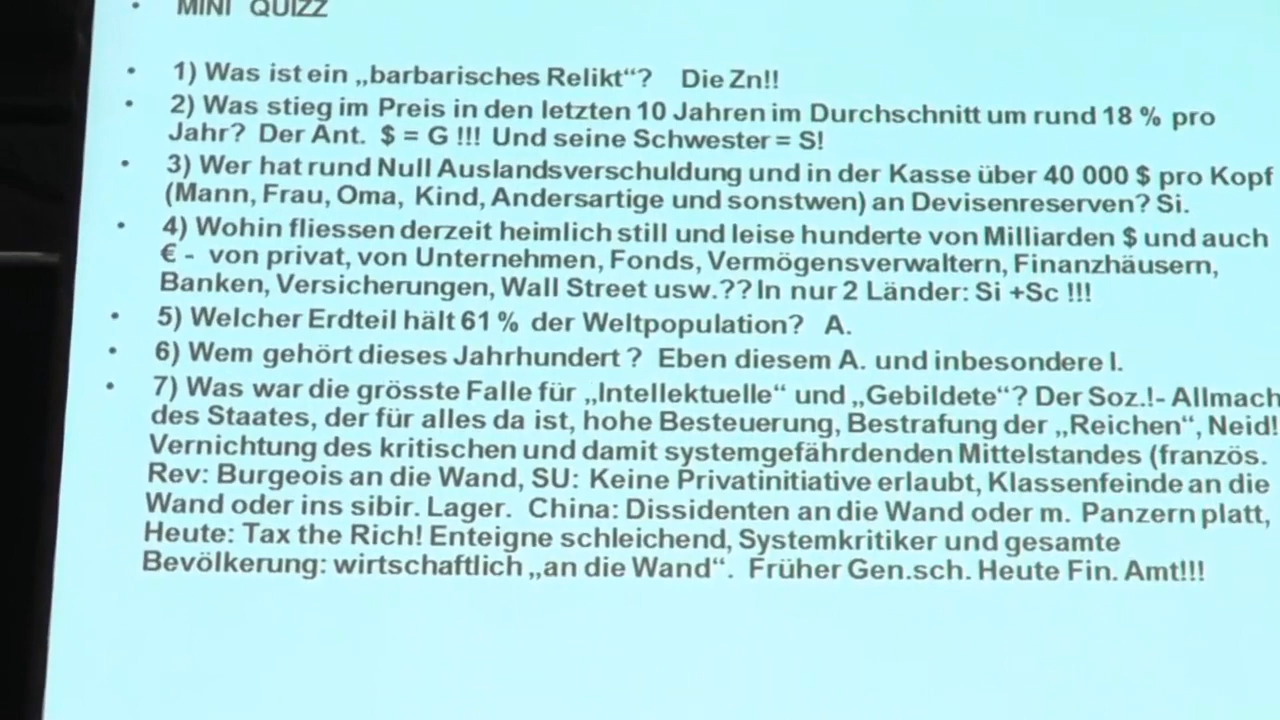 • MINI QUIZZ
• 1) Was ist ein „barbarisches Relikt“? Die Zn!!
• 2) Was stieg im Preis in den letzten 10 Jahren im Durchschnitt um rund 18 % pro
Jahr? Der Ant. $ = G !!! Und seine Schwester = S!
• 3) Wer hat rund Null Auslandsverschuldung und in der Kasse über 40 000 $ pro Kopf
(Mann, Frau, Oma, Kind, Andersartige und sonstwen) an Devisenreserven? Si.
• 4) Wohin fliessen derzeit heimlich still und leise hunderte von Milliarden $ und auch
€ - von privat, von Unternehmen, Fonds, Vermögensverwaltern, Finanzhäusern,
Banken, Versicherungen, Wall Street usw.?? In nur 2 Länder: Si +Sc !!!
• 5) Welcher Erdteil hält 61 % der Weltpopulation? A.
• 6) Wem gehört dieses Jahrhundert ? Eben diesem A. und inbesondere I.
• 7) Was war die grösste Falle für „Intellektuelle“ und „Gebildete“? Der Soz.!- Allmach
des Staates, der für alles da ist, hohe Besteuerung, Bestrafung der „Reichen“, Neid!
Vernichtung des kritischen und damit systemgefährdenden Mittelstandes (französ.
Rev: Burgeois an die Wand, SU: Keine Privatinitiative erlaubt, Klassenfeinde an die
Wand oder ins sibir. Lager. China: Dissidenten an die Wand oder m. Panzern platt,
Heute: Tax the Rich! Enteigne schleichend, Systemkritiker und gesamte
Bevölkerung: wirtschaftlich „an die Wand“. Früher Gen.sch. Heute Fin. Amt!!!